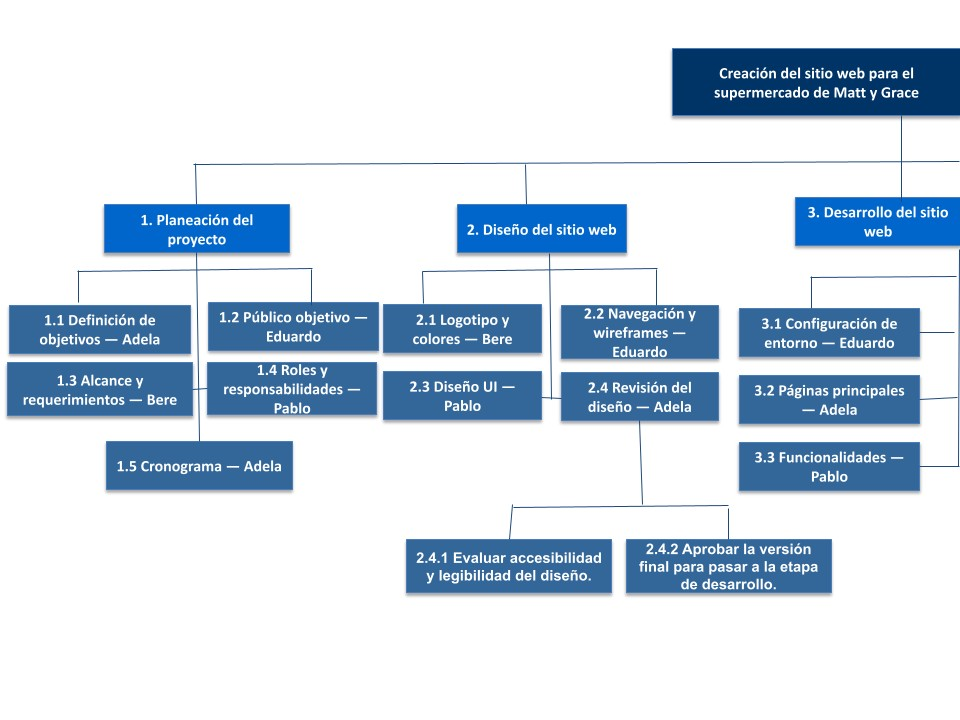 Creación del sitio web para el
supermercado de Matt y Grace
1. Planeación del
proyecto
2. Diseño del sitio web
3. Desarrollo del sitio
web
1.1 Definición de
objetivos — Adela
1.2 Público objetivo —
Eduardo
1.3 Alcance y
requerimientos — Bere
1.4 Roles y
responsabilidades —
Pablo
1.5 Cronograma — Adela
2.1 Logotipo y
colores — Bere
2.2 Navegación y
wireframes —
Eduardo
2.3 Diseño UI —
Pablo
2.4 Revisión del
diseño — Adela
2.4.1 Evaluar accesibilidad
y legibilidad del diseño.
2.4.2 Aprobar la versión
final para pasar a la etapa
de desarrollo.
3.1 Configuración de
entorno — Eduardo
3.2 Páginas principales
— Adela
3.3 Funcionalidades —
Pablo